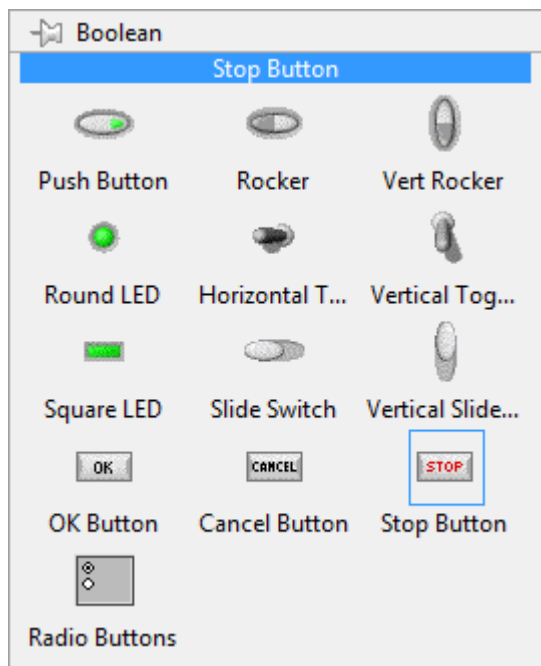 Boolean
Stop Button
Push Button Rocker Vert Rocker
Round LED Horizontal T... Vertical Tog...
Square LED Slide Switch Vertical Slide...
OK CANCEL STOP
OK Button Cancel Button Stop Button
Radio Buttons